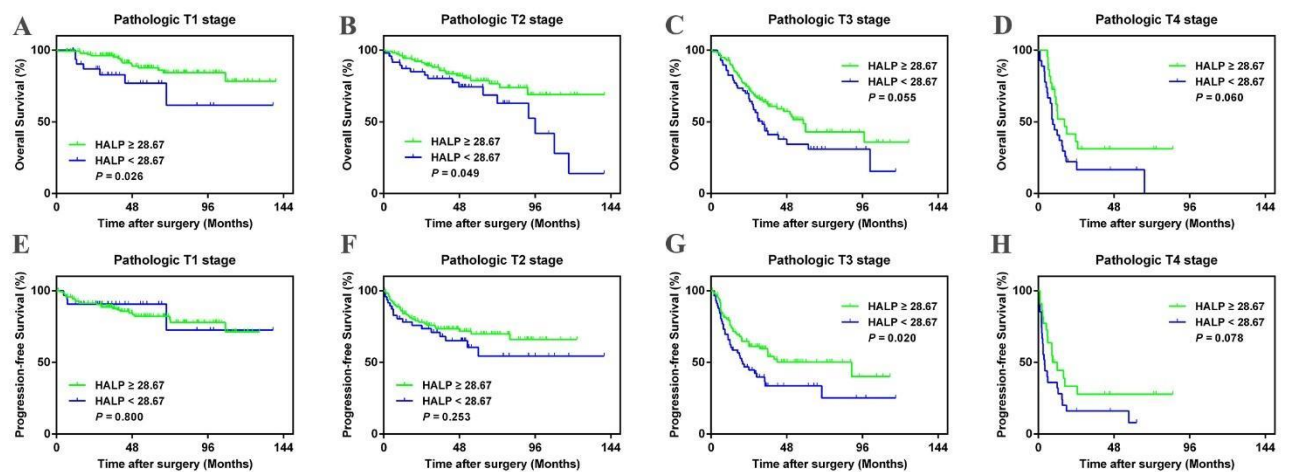 A
Pathologic T1 stage
Overall Survival (%)
100
50
0
HALP ≥ 28.67
HALP < 28.67
P = 0.026
0 48 96 144
Time after surgery (Months)
B
Pathologic T2 stage
Overall Survival (%)
100
50
0
HALP ≥ 28.67
HALP < 28.67
P = 0.049
0 48 96 144
Time after surgery (Months)
C
Pathologic T3 stage
Overall Survival (%)
100
50
0
HALP ≥ 28.67
HALP < 28.67
P = 0.055
0 48 96 144
Time after surgery (Months)
D
Pathologic T4 stage
Overall Survival (%)
100
50
0
HALP ≥ 28.67
HALP < 28.67
P = 0.060
0 48 96 144
Time after surgery (Months)
E
Pathologic T1 stage
Progression-free Survival (%)
100
50
0
HALP ≥ 28.67
HALP < 28.67
P = 0.800
0 48 96 144
Time after surgery (Months)
F
Pathologic T2 stage
Progression-free Survival (%)
100
50
0
HALP ≥ 28.67
HALP < 28.67
P = 0.253
0 48 96 144
Time after surgery (Months)
G
Pathologic T3 stage
Progression-free Survival (%)
100
50
0
HALP ≥ 28.67
HALP < 28.67
P = 0.020
0 48 96 144
Time after surgery (Months)
H
Pathologic T4 stage
Progression-free Survival (%)
100
50
0
HALP ≥ 28.67
HALP < 28.67
P = 0.078
0 48 96 144
Time after surgery (Months)